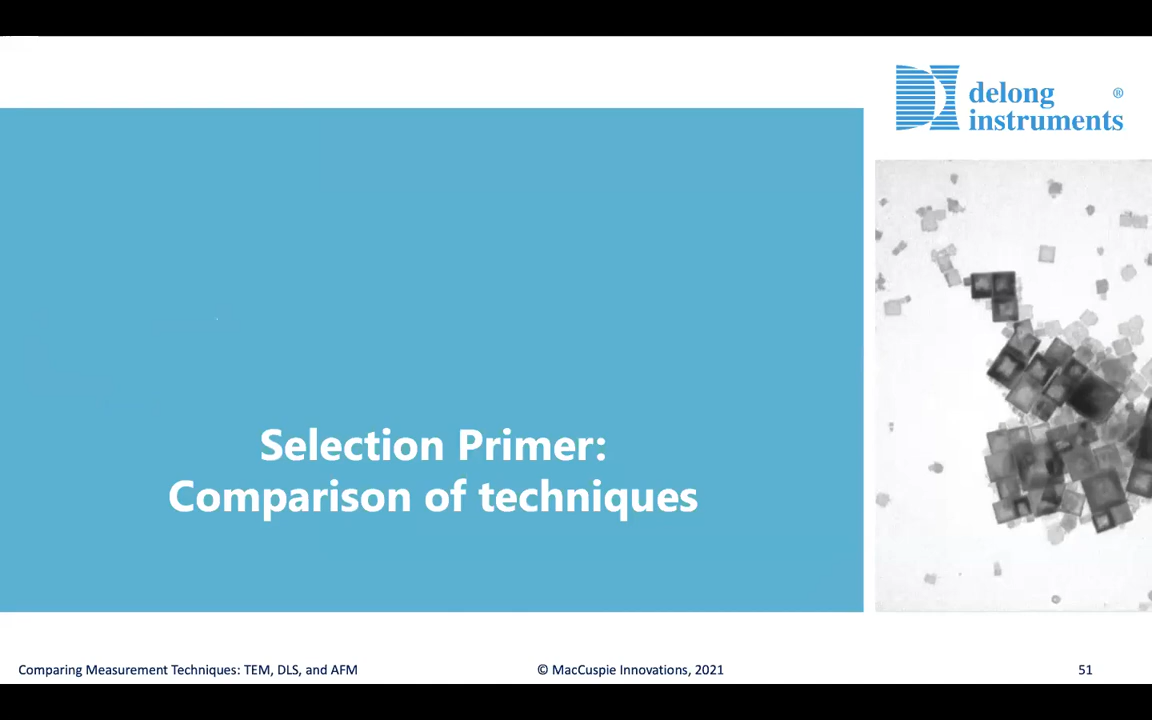 delong ®
instruments
Selection Primer:
Comparison of techniques
Comparing Measurement Techniques: TEM, DLS, and AFM
© MacCuspie Innovations, 2021
51